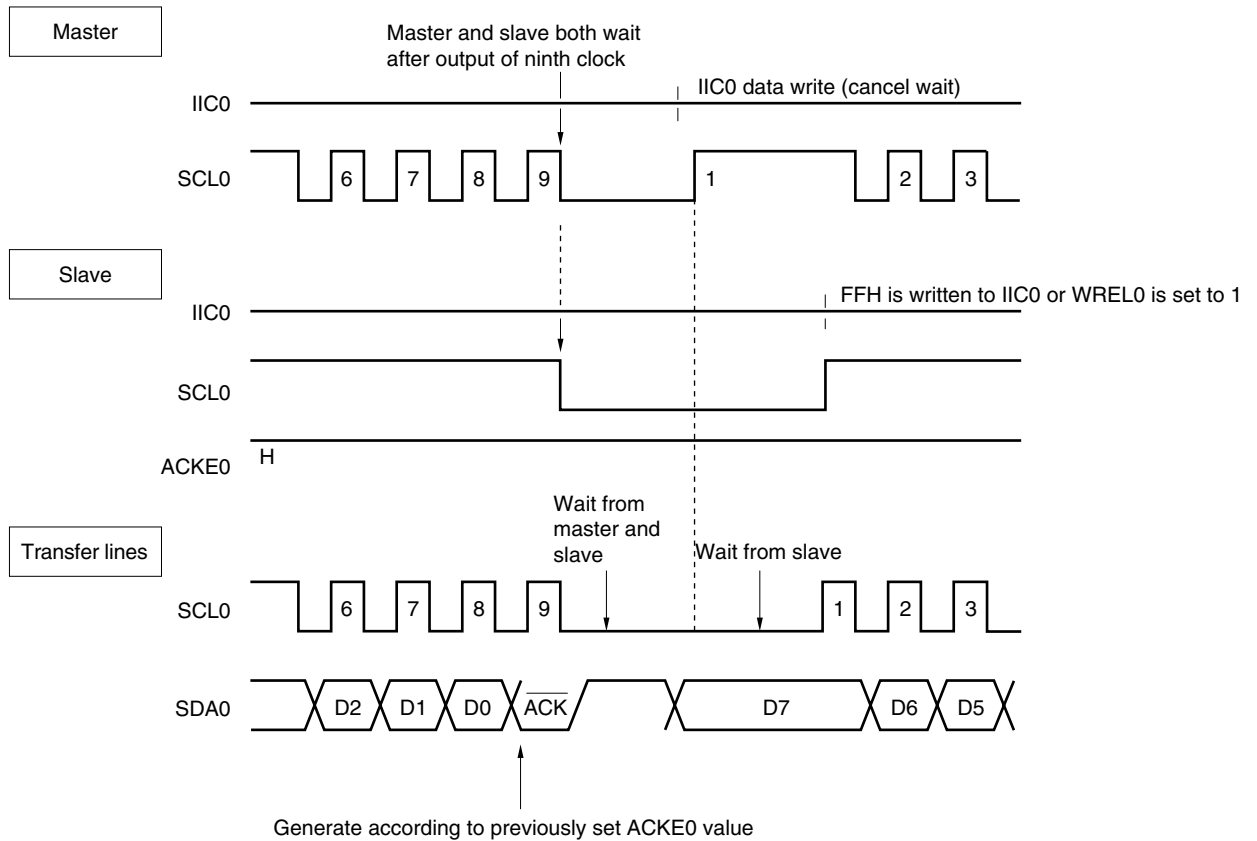 Master
Master and slave both wait
after output of ninth clock
IIC0 data write (cancel wait)
IIC0
SCL0
6 7 8 9 1 2 3
Slave
FFH is written to IIC0 or WREL0 is set to 1
IIC0
SCL0
H
ACKE0
Wait from
master and
slave
Wait from slave
Transfer lines
SCL0
6 7 8 9 1 2 3
SDA0
D2 D1 D0 ACK D7 D6 D5
Generate according to previously set ACKE0 value